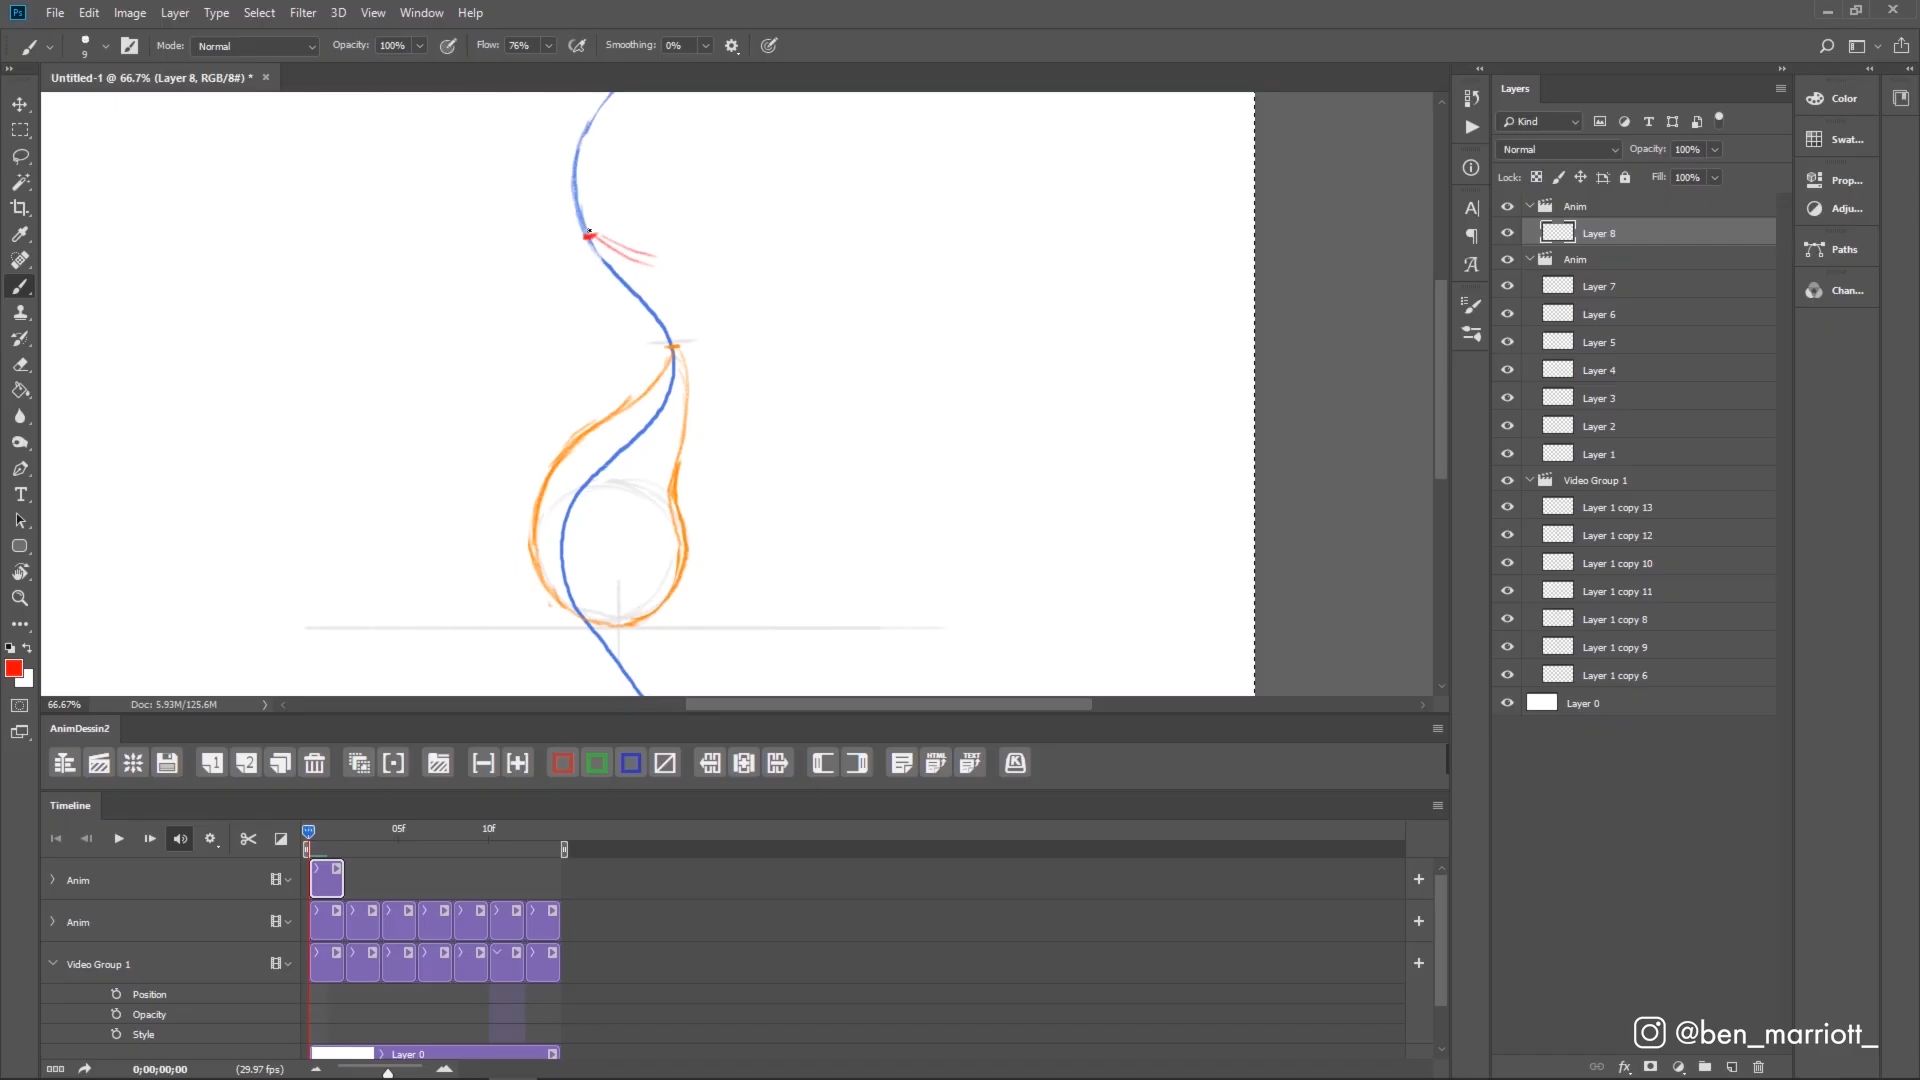 Ps File Edit Image Layer Type Select Filter 3D View Window Help
9 Mode: Normal Opacity: 100% Flow: 76% Smoothing: 0%
Untitled-1 @ 66.7% (Layer 8, RGB/8#) *
Layers
Kind
Normal Opacity: 100%
Lock: Fill: 100%
Anim
Layer 8
Anim
Layer 7
Layer 6
Layer 5
Layer 4
Layer 3
Layer 2
Layer 1
Video Group 1
Layer 1 copy 13
Layer 1 copy 12
Layer 1 copy 10
Layer 1 copy 11
Layer 1 copy 8
Layer 1 copy 9
Layer 1 copy 6
Layer 0
Color
Swat...
Prop...
Adju...
Paths
Chan...
66.67% Doc: 5.93M/125.6M
AnimDessin2
1 2 HTML TEXT K
Timeline
05f 10f
Anim
Anim
Video Group 1
Position
Opacity
Style
Layer 0
0;00;00;00 (29.97 fps)
@ben_marriott_